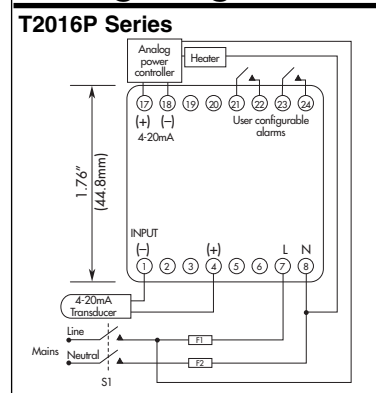 T2016P Series
Analog
power
controller
Heater
17 18 19 20 21 22 23 24
(+) (-)
4-20mA
User configurable
alarms
1.76"
(44.8mm)
INPUT
(-) (+) L N
1 2 3 4 5 6 7 8
4-20mA
Transducer
Line
F1
Mains
Neutral
F2
S1